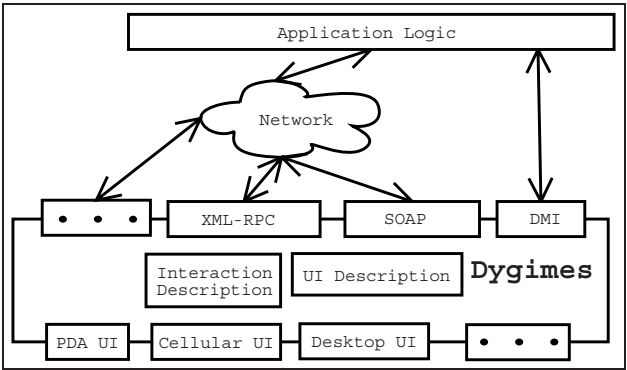 Application Logic
Network
• • •
XML-RPC
SOAP
DMI
Interaction
Description
UI Description
Dygimes
PDA UI
Cellular UI
Desktop UI
• • •